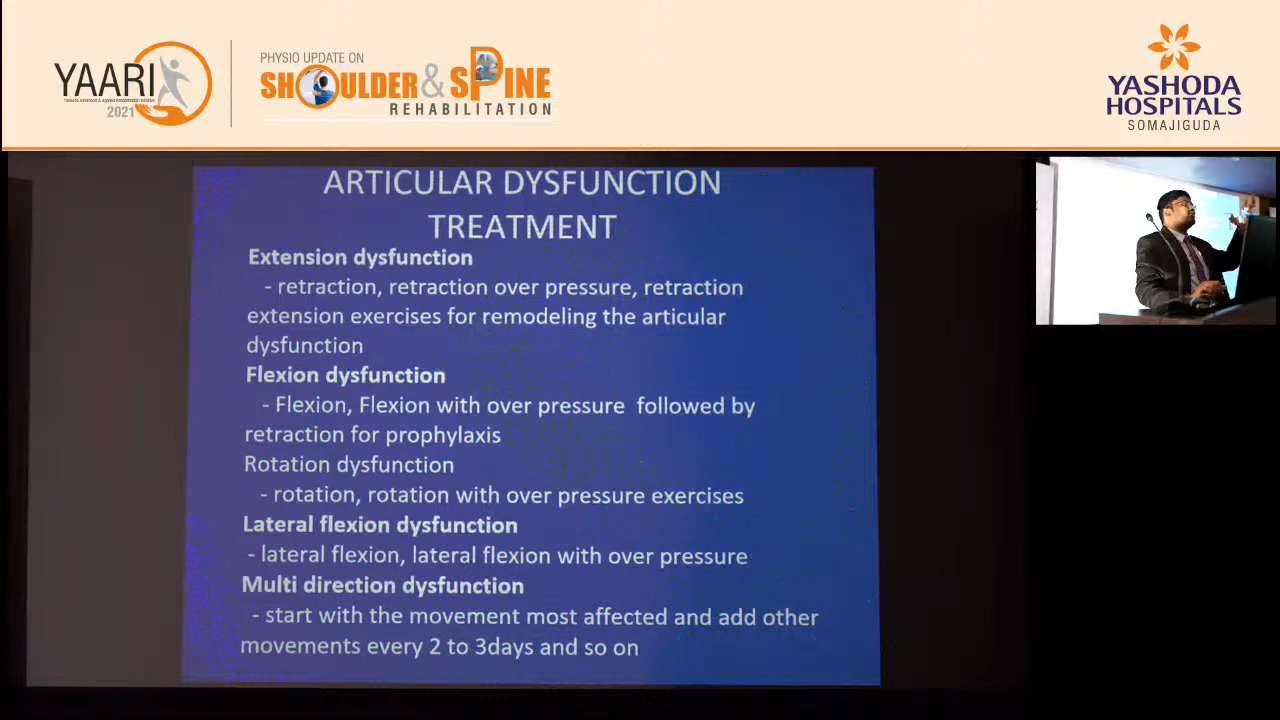 YAARI
2021
PHYSIO UPDATE ON
SHOULDER & SPINE
REHABILITATION
YASHODA
HOSPITALS
SOMAJIGUDA
ARTICULAR DYSFUNCTION
TREATMENT
Extension dysfunction
- retraction, retraction over pressure, retraction
extension exercises for remodeling the articular
dysfunction
Flexion dysfunction
- Flexion, Flexion with over pressure followed by
retraction for prophylaxis
Rotation dysfunction
- rotation, rotation with over pressure exercises
Lateral flexion dysfunction
- lateral flexion, lateral flexion with over pressure
Multi direction dysfunction
- start with the movement most affected and add other
movements every 2 to 3days and so on